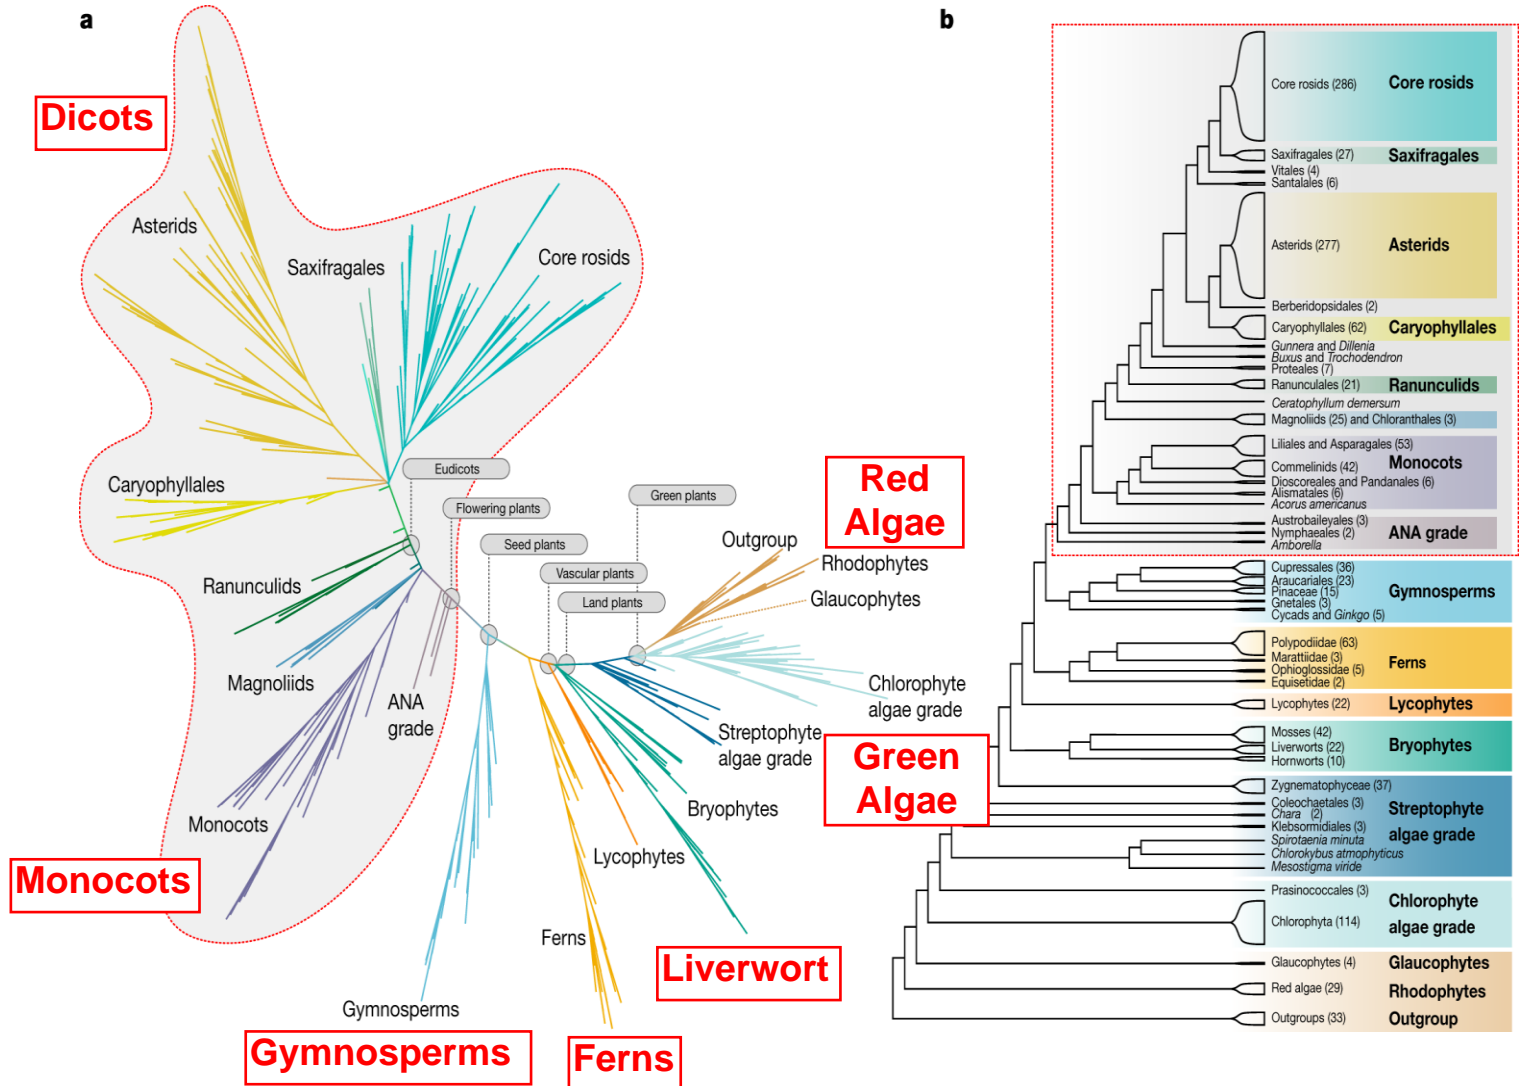 a
Dicots
Asterids
Saxifragales
Core rosids
Caryophyllales
Eudicots
Flowering plants
Seed plants
Green plants
Vascular plants
Land plants
Red
Algae
Outgroup
Rhodophytes
Glaucophytes
Ranunculids
Magnoliids
ANA
grade
Chlorophyte
algae grade
Streptophyte
algae grade
Green
Algae
Bryophytes
Monocots
Monocots
Lycophytes
Ferns
Liverwort
Gymnosperms
Gymnosperms
Ferns
b
Core rosids (286) Core rosids
Saxifragales (27) Saxifragales
Vitales (4)
Santalales (6)
Asterids (277) Asterids
Berberidopsidales (2)
Caryophyllales (62) Caryophyllales
Gunnera and Dillenia
Buxus and Trochodendron
Proteales (7)
Ranunculales (21) Ranunculids
Ceratophyllum demersum
Magnoliids (25) and Chloranthales (3)
Liliales and Asparagales (53)
Monocots
Commelinids (42)
Dioscoreales and Pandanales (6)
Alismatales (6)
Acorus americanus
Austrobaileyales (3)
Nymphaeales (2) ANA grade
Amborella
Cupressales (36)
Araucariales (23)
Pinaceae (15) Gymnosperms
Gnetales (3)
Cycads and Ginkgo (5)
Polypodiidae (63)
Marattiidae (3) Ferns
Ophioglossidae (5)
Equisetidae (2)
Lycophytes (22) Lycophytes
Mosses (42)
Liverworts (22) Bryophytes
Hornworts (10)
Zygnematophyceae (37)
Coleochaetales (3) Streptophyte
Chara (2)
Klebsormidiales (3) algae grade
Spirotaenia minuta
Chlorokybus atmophyticus
Mesostigma viride
Prasinococcales (3) Chlorophyte
Chlorophyta (114) algae grade
Glaucophytes (4) Glaucophytes
Red algae (29) Rhodophytes
Outgroups (33) Outgroup